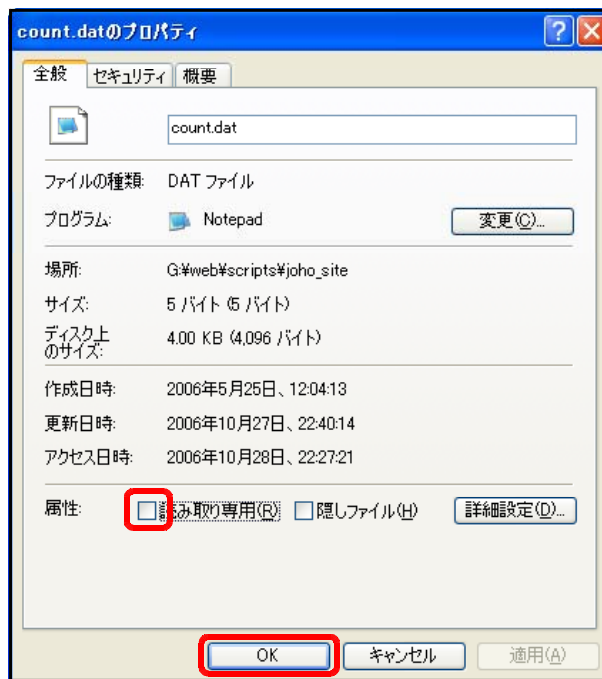 count.datのプロパティ
全般 セキュリティ 概要
count.dat
ファイルの種類: DAT ファイル
プログラム: Notepad 変更(C)...
場所: G:¥web¥scripts¥joho_site
サイズ: 5 バイト (5 バイト)
ディスク上
のサイズ: 4.00 KB (4,096 バイト)
作成日時: 2006年5月25日、12:04:13
更新日時: 2006年10月27日、22:40:14
アクセス日時: 2006年10月28日、22:27:21
属性: 読み取り専用(R) 隠しファイル(H) 詳細設定(D)...
OK キャンセル 適用(A)